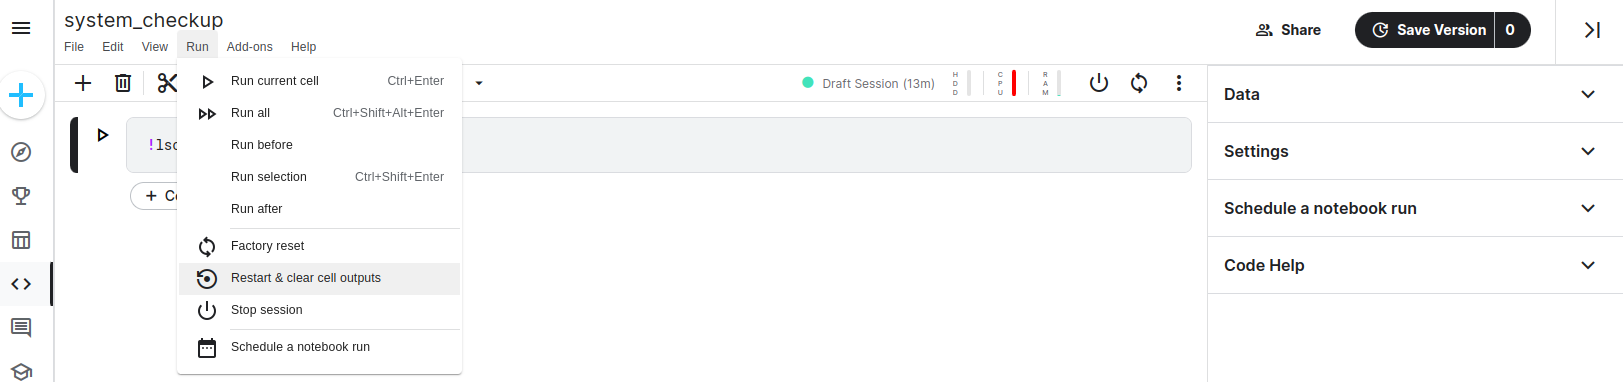 system_checkup
File Edit View Run Add-ons Help
Share
Save Version 0
Draft Session (13m)
HDD
CPU
RAM
!lsc
+ Co
Run current cell Ctrl+Enter
Run all Ctrl+Shift+Alt+Enter
Run before
Run selection Ctrl+Shift+Enter
Run after
Factory reset
Restart & clear cell outputs
Stop session
Schedule a notebook run
Data
Settings
Schedule a notebook run
Code Help